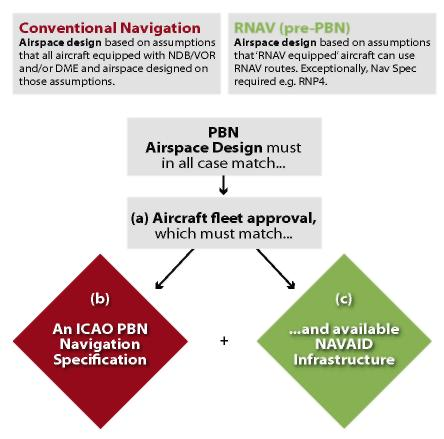 Conventional Navigation
Airspace design based on assumptions
that all aircraft equipped with NDB/VOR
and/or DME and airspace designed on
those assumptions.
RNAV (pre-PBN)
Airspace design based on assumptions
that 'RNAV equipped' aircraft can use
RNAV routes. Exceptionally, Nav Spec
required e.g. RNP4.
PBN
Airspace Design must
in all case match...
(a) Aircraft fleet approval,
which must match...
(b)
An ICAO PBN
Navigation
Specification
+
(c)
...and available
NAVAID
Infrastructure